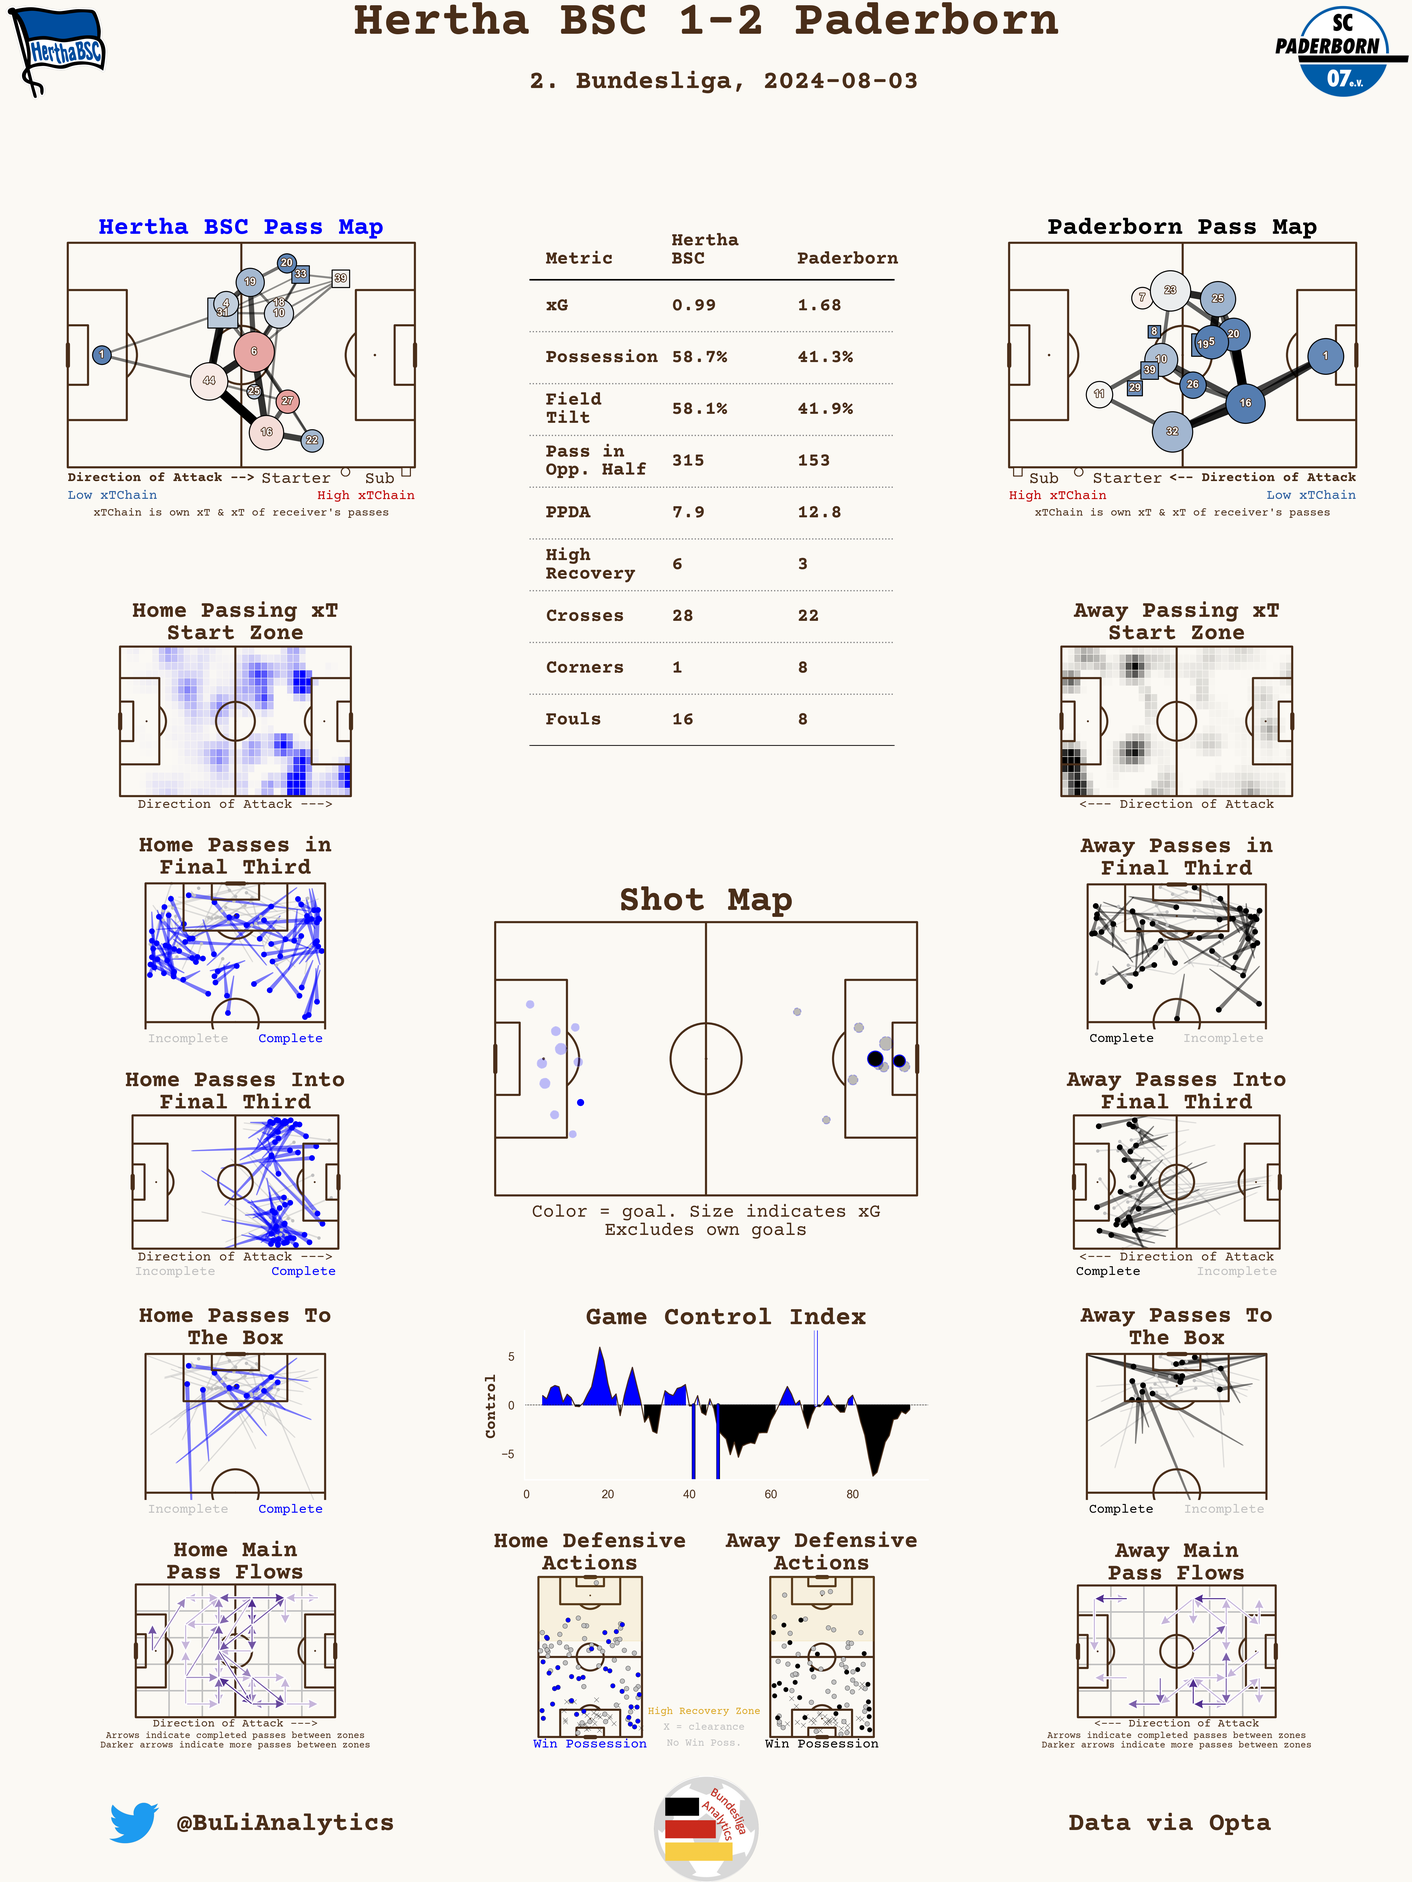 Hertha BSC 1-2 Paderborn
2. Bundesliga, 2024-08-03
HerthaBSC
SC
PADERBORN
07 e.V.
Hertha BSC Pass Map
1
20
33
39
19
4
31
18
10
6
44
25
27
16
22
Direction of Attack --> Starter Sub
Low xTChain High xTChain
xTChain is own xT & xT of receiver's passes
Metric Hertha BSC Paderborn
xG 0.99 1.68
Possession 58.7% 41.3%
Field Tilt 58.1% 41.9%
Pass in Opp. Half 315 153
PPDA 7.9 12.8
High Recovery 6 3
Crosses 28 22
Corners 1 8
Fouls 16 8
Paderborn Pass Map
7
23
25
8
20
19
5
10
39
1
29
26
11
16
32
Sub Starter <-- Direction of Attack
High xTChain Low xTChain
xTChain is own xT & xT of receiver's passes
Home Passing xT
Start Zone
Direction of Attack --->
Away Passing xT
Start Zone
<--- Direction of Attack
Home Passes in
Final Third
Incomplete Complete
Away Passes in
Final Third
Complete Incomplete
Shot Map
Color = goal. Size indicates xG
Excludes own goals
Home Passes Into
Final Third
Direction of Attack --->
Incomplete Complete
Away Passes Into
Final Third
<--- Direction of Attack
Complete Incomplete
Home Passes To
The Box
Incomplete Complete
Game Control Index
Control
5
0
−5
0 20 40 60 80
Away Passes To
The Box
Complete Incomplete
Home Main
Pass Flows
Direction of Attack --->
Arrows indicate completed passes between zones
Darker arrows indicate more passes between zones
Home Defensive
Actions
Win Possession
High Recovery Zone
X = clearance
No Win Poss.
Away Defensive
Actions
Win Possession
Away Main
Pass Flows
<--- Direction of Attack
Arrows indicate completed passes between zones
Darker arrows indicate more passes between zones
@BuLiAnalytics
Bundesliga
Analytics
Data via Opta